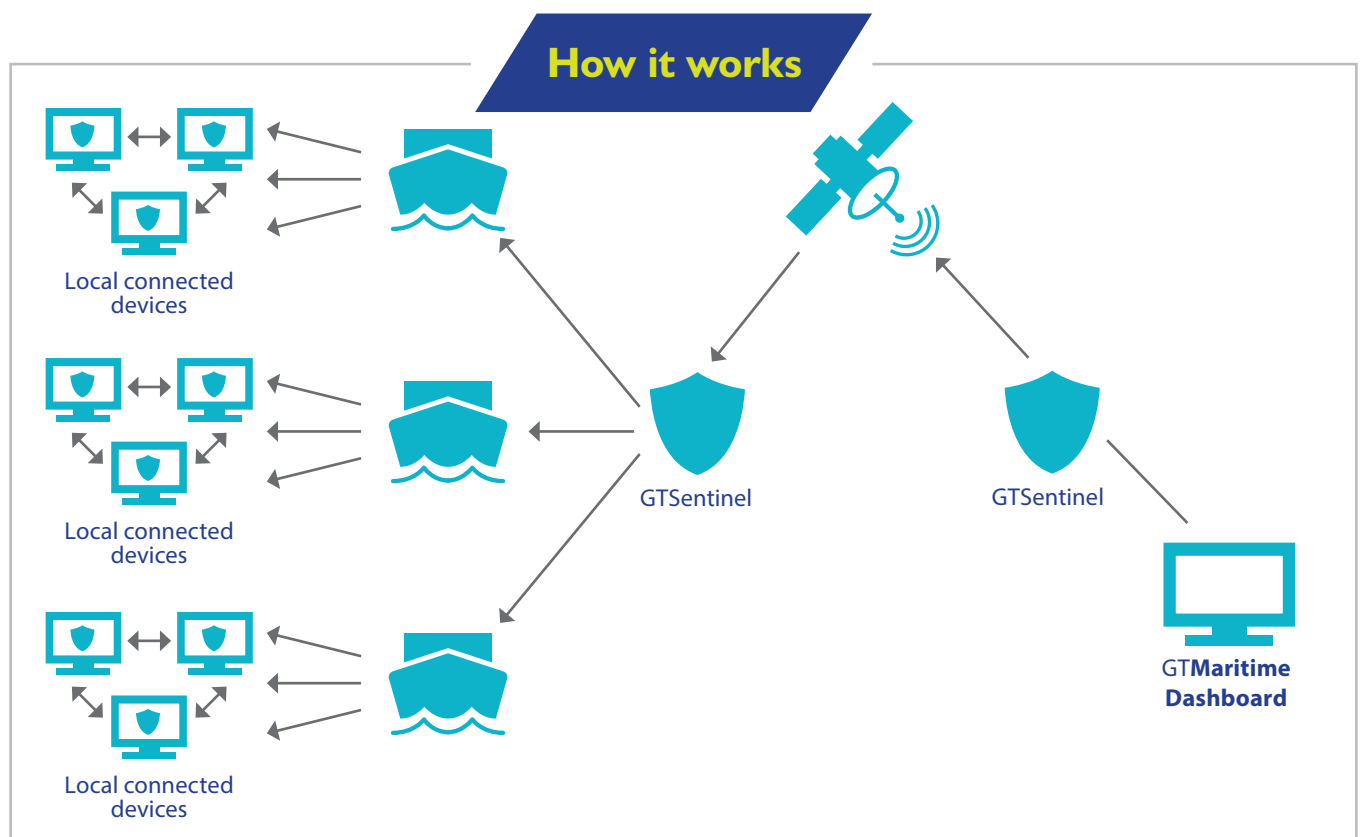 How it works
Local connected
devices
GTSentinel
GTSentinel
Local connected
devices
GTMaritime
Dashboard
Local connected
devices